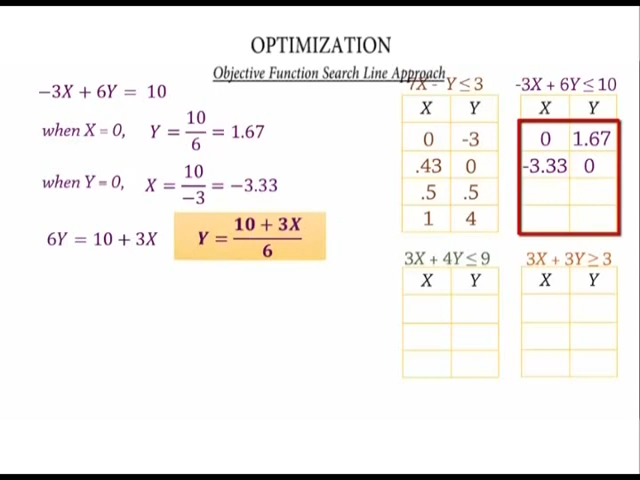 OPTIMIZATION
Objective Function Search Line Approach
−3X + 6Y = 10
when X = 0, Y = 10/6 = 1.67
when Y = 0, X = 10/−3 = −3.33
6Y = 10 + 3X
Y = 10 + 3X/6
7X - Y ≤ 3
X Y
0 -3
.43 0
.5 .5
1 4
-3X + 6Y ≤ 10
X Y
0 1.67
-3.33 0
3X + 4Y ≤ 9
X Y
3X + 3Y ≥ 3
X Y